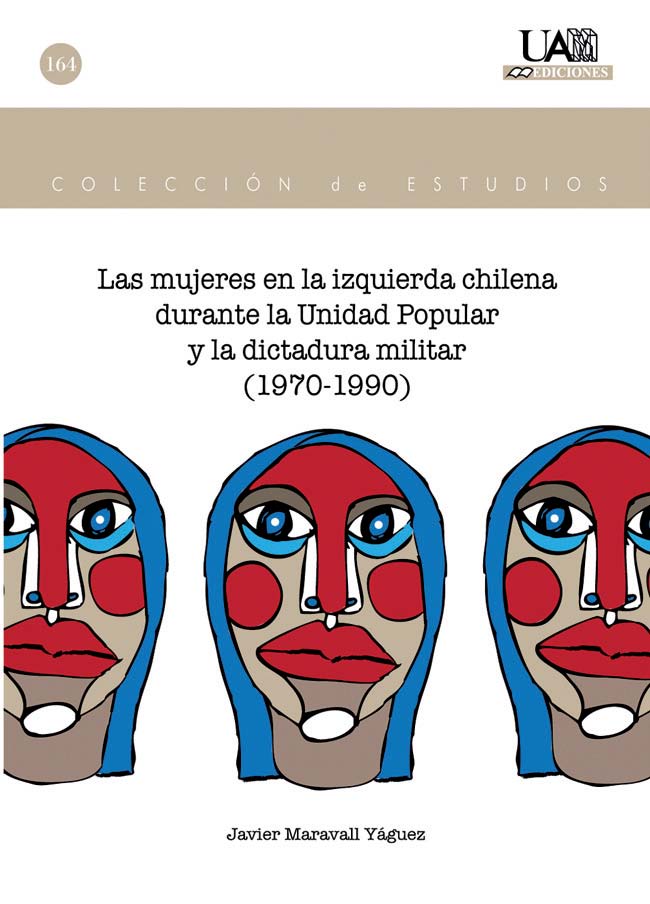 164
UAM
EDICIONES
COLECCIÓN de ESTUDIOS
Las mujeres en la izquierda chilena
durante la Unidad Popular
y la dictadura militar
(1970-1990)
Javier Maravall Yáguez